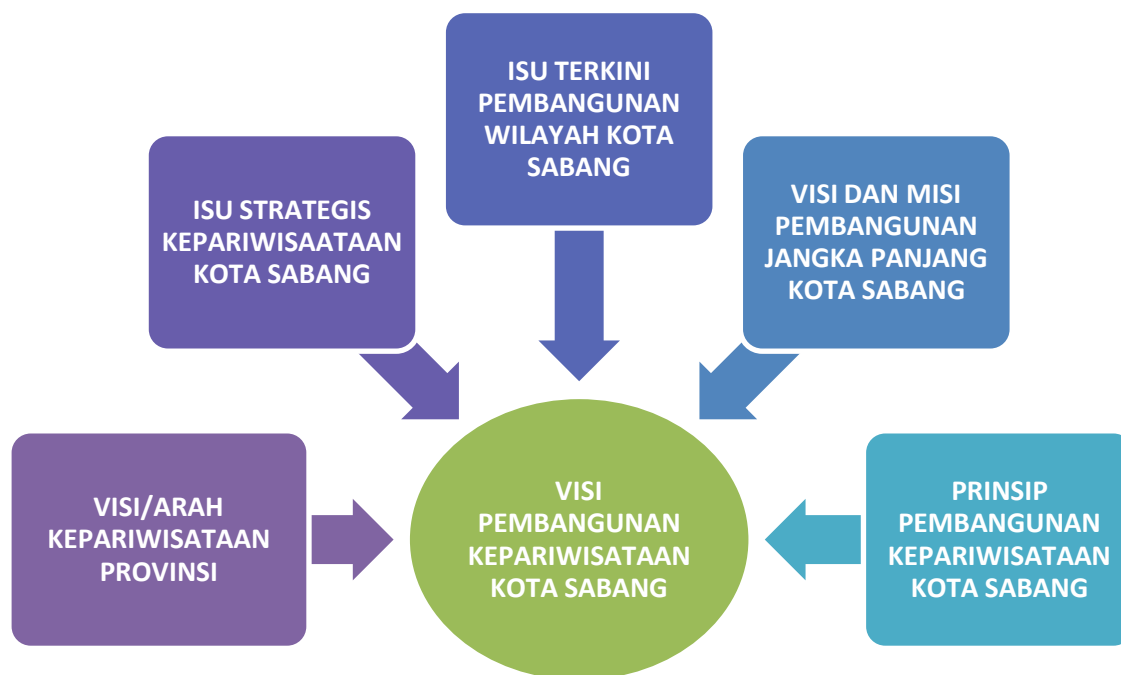 ISU TERKINI
PEMBANGUNAN
WILAYAH KOTA
SABANG
ISU STRATEGIS
KEPARIWISAATAAN
KOTA SABANG
VISI DAN MISI
PEMBANGUNAN
JANGKA PANJANG
KOTA SABANG
VISI/ARAH
KEPARIWISATAAN
PROVINSI
VISI
PEMBANGUNAN
KEPARIWISATAAN
KOTA SABANG
PRINSIP
PEMBANGUNAN
KEPARIWISATAAN
KOTA SABANG